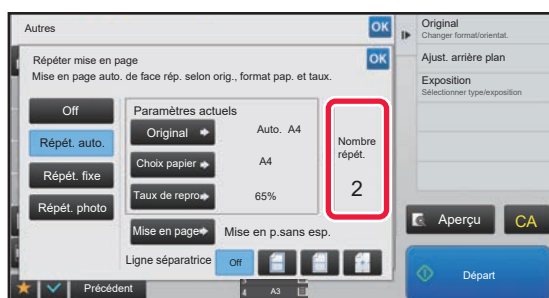 Autres
OK
Répéter mise en page
OK
Mise en page auto. de face rép. selon orig., format pap. et taux.
Off
Répét. auto.
Répét. fixe
Répét. photo
Paramètres actuels
Original
Auto. A4
Choix papier
A4
Taux de repro
65%
Mise en page
Mise en p.sans esp.
Ligne séparatrice
Off
Nombre
répét.
2
Précédent
4 A3
Original
Changer format/orientat.
Ajust. arrière plan
Exposition
Sélectionner type/exposition
Aperçu
CA
Départ